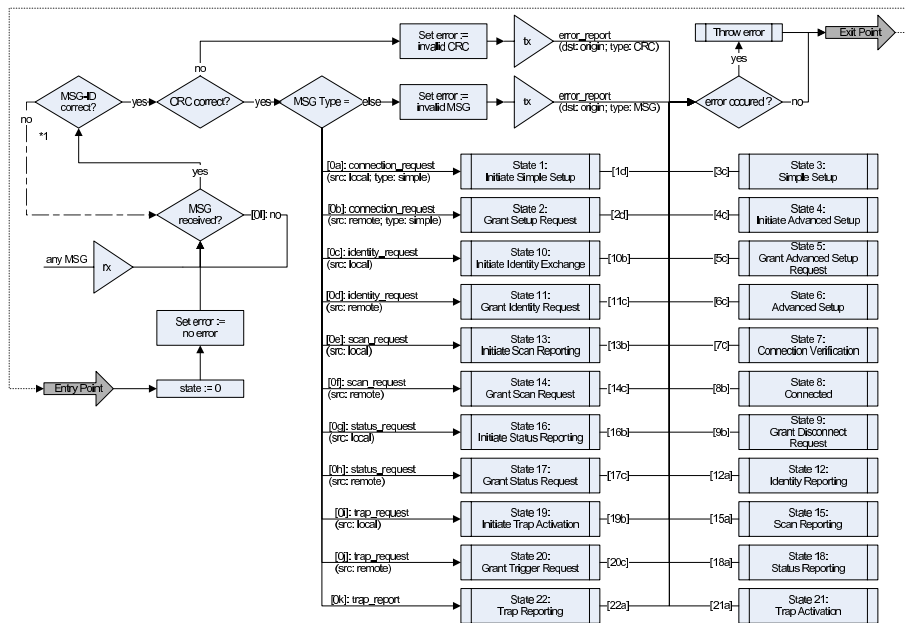 Set error :=
invalid CRC
tx
error_report
(dst: origin; type: CRC)
Throw error
Exit Point
no
yes
MSG-ID
correct?
yes
CRC correct?
yes
MSG Type =
else
Set error :=
invalid MSG
tx
error_report
(dst: origin; type: MSG)
error occured ?
no
no
*1
yes
MSG
received?
[0l]: no
any MSG
rx
Set error :=
no error
Entry Point
state := 0
[0a]: connection_request
(src: local; type: simple)
State 1:
Initiate Simple Setup
[1d]
[3c]
State 3:
Simple Setup
[0b]: connection_request
(src: remote; type: simple)
State 2:
Grant Setup Request
[2d]
[4c]
State 4:
Initiate Advanced Setup
[0c]: identity_request
(src: local)
State 10:
Initiate Identity Exchange
[10b]
[5c]
State 5:
Grant Advanced Setup
Request
[0d]: identity_request
(src: remote)
State 11:
Grant Identity Request
[11c]
[6c]
State 6:
Advanced Setup
[0e]: scan_request
(src: local)
State 13:
Initiate Scan Reporting
[13b]
[7c]
State 7:
Connection Verification
[0f]: scan_request
(src: remote)
State 14:
Grant Scan Request
[14c]
[8b]
State 8:
Connected
[0g]: status_request
(src: local)
State 16:
Initiate Status Reporting
[16b]
[9b]
State 9:
Grant Disconnect
Request
[0h]: status_request
(src: remote)
State 17:
Grant Status Request
[17c]
[12a]
State 12:
Identity Reporting
[0i]: trap_request
(src: local)
State 19:
Initiate Trap Activation
[19b]
[15a]
State 15:
Scan Reporting
[0j]: trap_request
(src: remote)
State 20:
Grant Trigger Request
[20c]
[18a]
State 18:
Status Reporting
[0k]: trap_report
State 22:
Trap Reporting
[22a]
[21a]
State 21:
Trap Activation